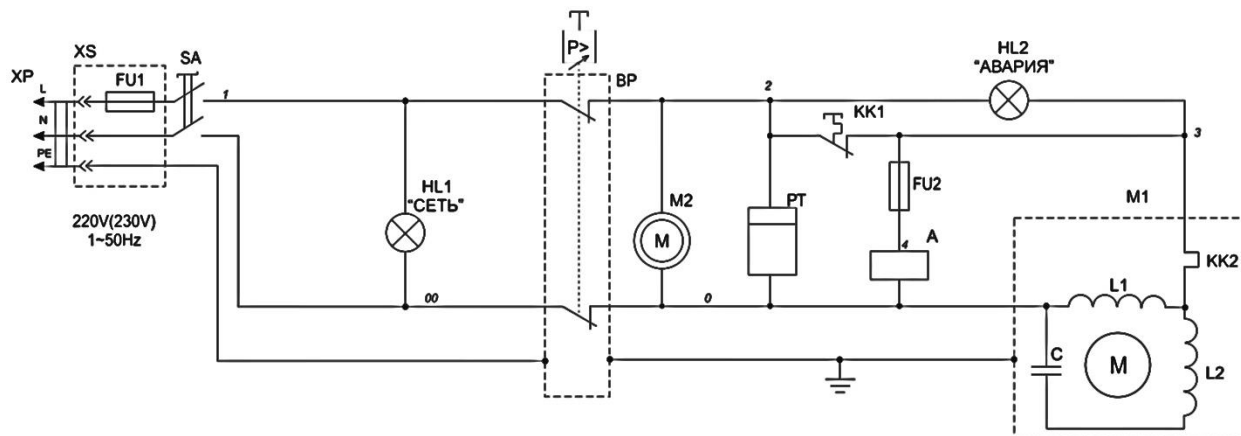 XP
XS
FU1
SA
L
N
PE
220V(230V)
1~50Hz
1
HL1
"СЕТЬ"
00
P>
BP
M2
M
0
2
PT
KK1
FU2
4
A
HL2
"АВАРИЯ"
3
M1
KK2
L1
C
M
L2